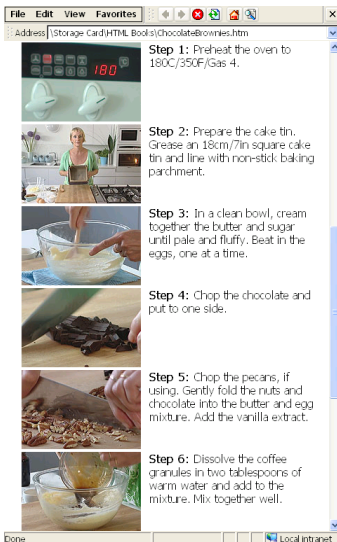 File Edit View Favorites
Address \Storage Card\HTML Books\ChocolateBrownies.htm
180
°C
Step 1: Preheat the oven to
180C/350F/Gas 4.
Step 2: Prepare the cake tin.
Grease an 18cm/7in square cake
tin and line with non-stick baking
parchment.
Step 3: In a clean bowl, cream
together the butter and sugar
until pale and fluffy. Beat in the
eggs, one at a time.
Step 4: Chop the chocolate and
put to one side.
Step 5: Chop the pecans, if
using. Gently fold the nuts and
chocolate into the butter and egg
mixture. Add the vanilla extract.
Step 6: Dissolve the coffee
granules in two tablespoons of
warm water and add to the
mixture. Mix together well.
Done Local intranet